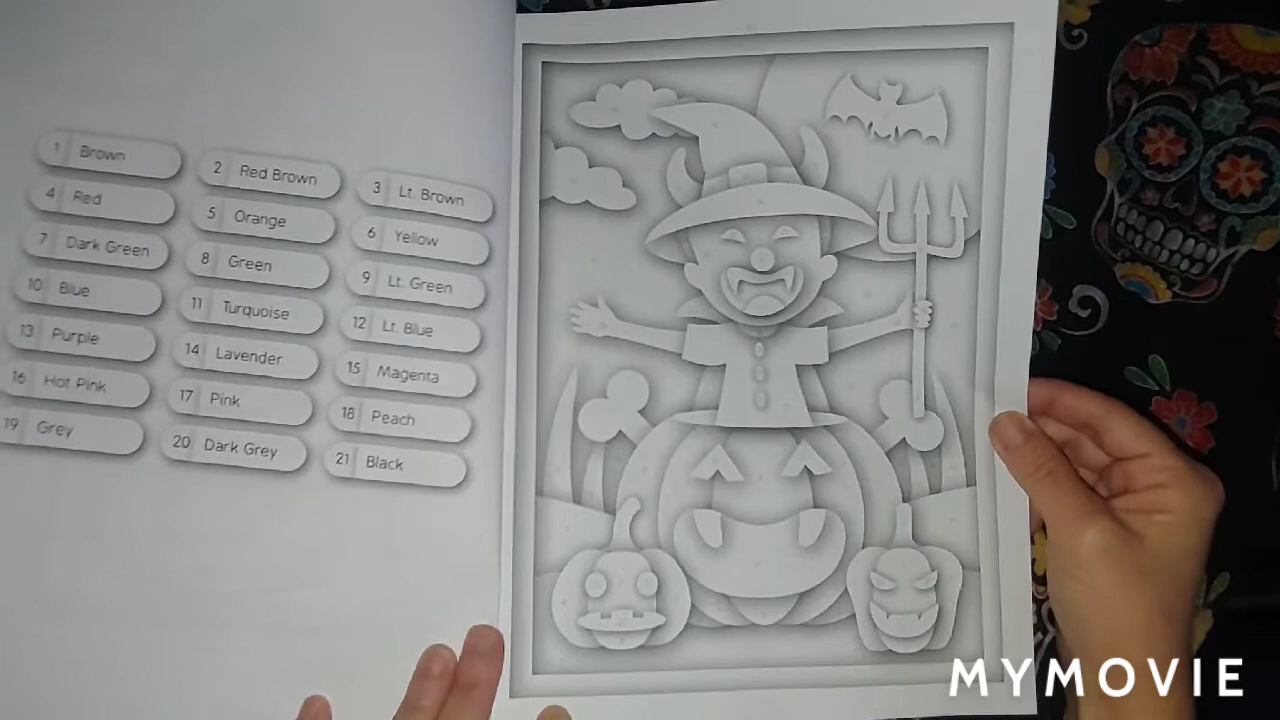 1 Brown 2 Red Brown 3 Lt. Brown
4 Red 5 Orange 6 Yellow
7 Dark Green 8 Green 9 Lt. Green
10 Blue 11 Turquoise 12 Lt. Blue
13 Purple 14 Lavender 15 Magenta
16 Hot Pink 17 Pink 18 Peach
19 Grey 20 Dark Grey 21 Black
MYMOVIE